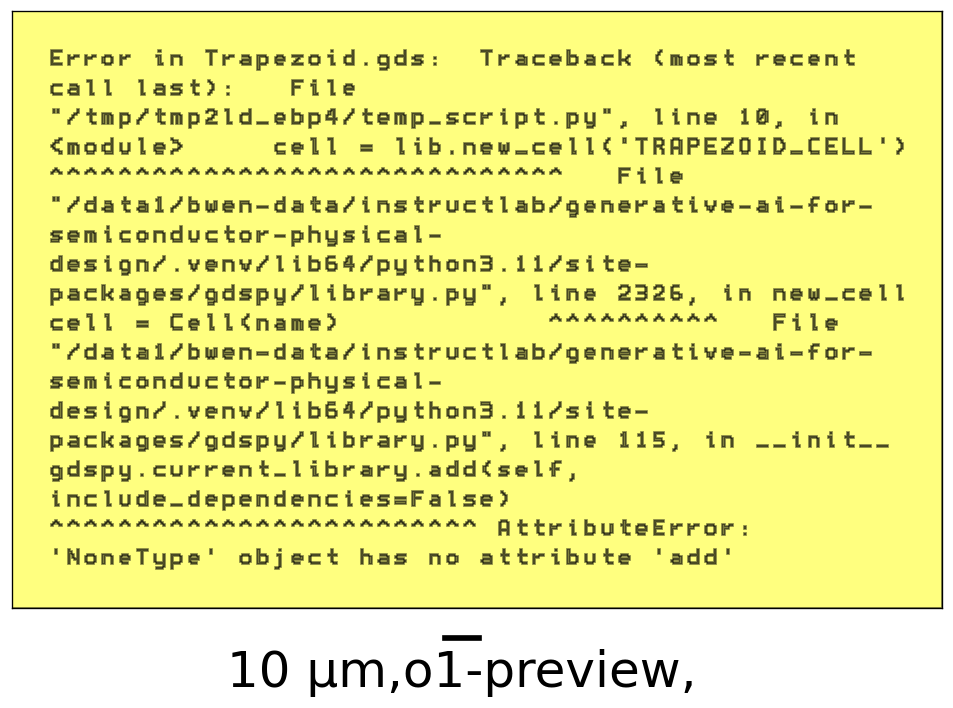 Error in Trapezoid.gds:  Traceback (most recent
call last):   File
"/tmp/tmp2ld_ebp4/temp_script.py", line 10, in
<module>     cell = lib.new_cell('TRAPEZOID_CELL')
^^^^^^^^^^^^^^^^^^^^^^^^^^^^^^   File
"/data1/bwen-data/instructlab/generative-ai-for-
semiconductor-physical-
design/.venv/lib64/python3.11/site-
packages/gdspy/library.py", line 2326, in new_cell
cell = Cell(name)            ^^^^^^^^^^   File
"/data1/bwen-data/instructlab/generative-ai-for-
semiconductor-physical-
design/.venv/lib64/python3.11/site-
packages/gdspy/library.py", line 115, in __init__
gdspy.current_library.add(self,
include_dependencies=False)
^^^^^^^^^^^^^^^^^^^^^^^^^ AttributeError:
'NoneType' object has no attribute 'add'
10 μm,o1-preview,